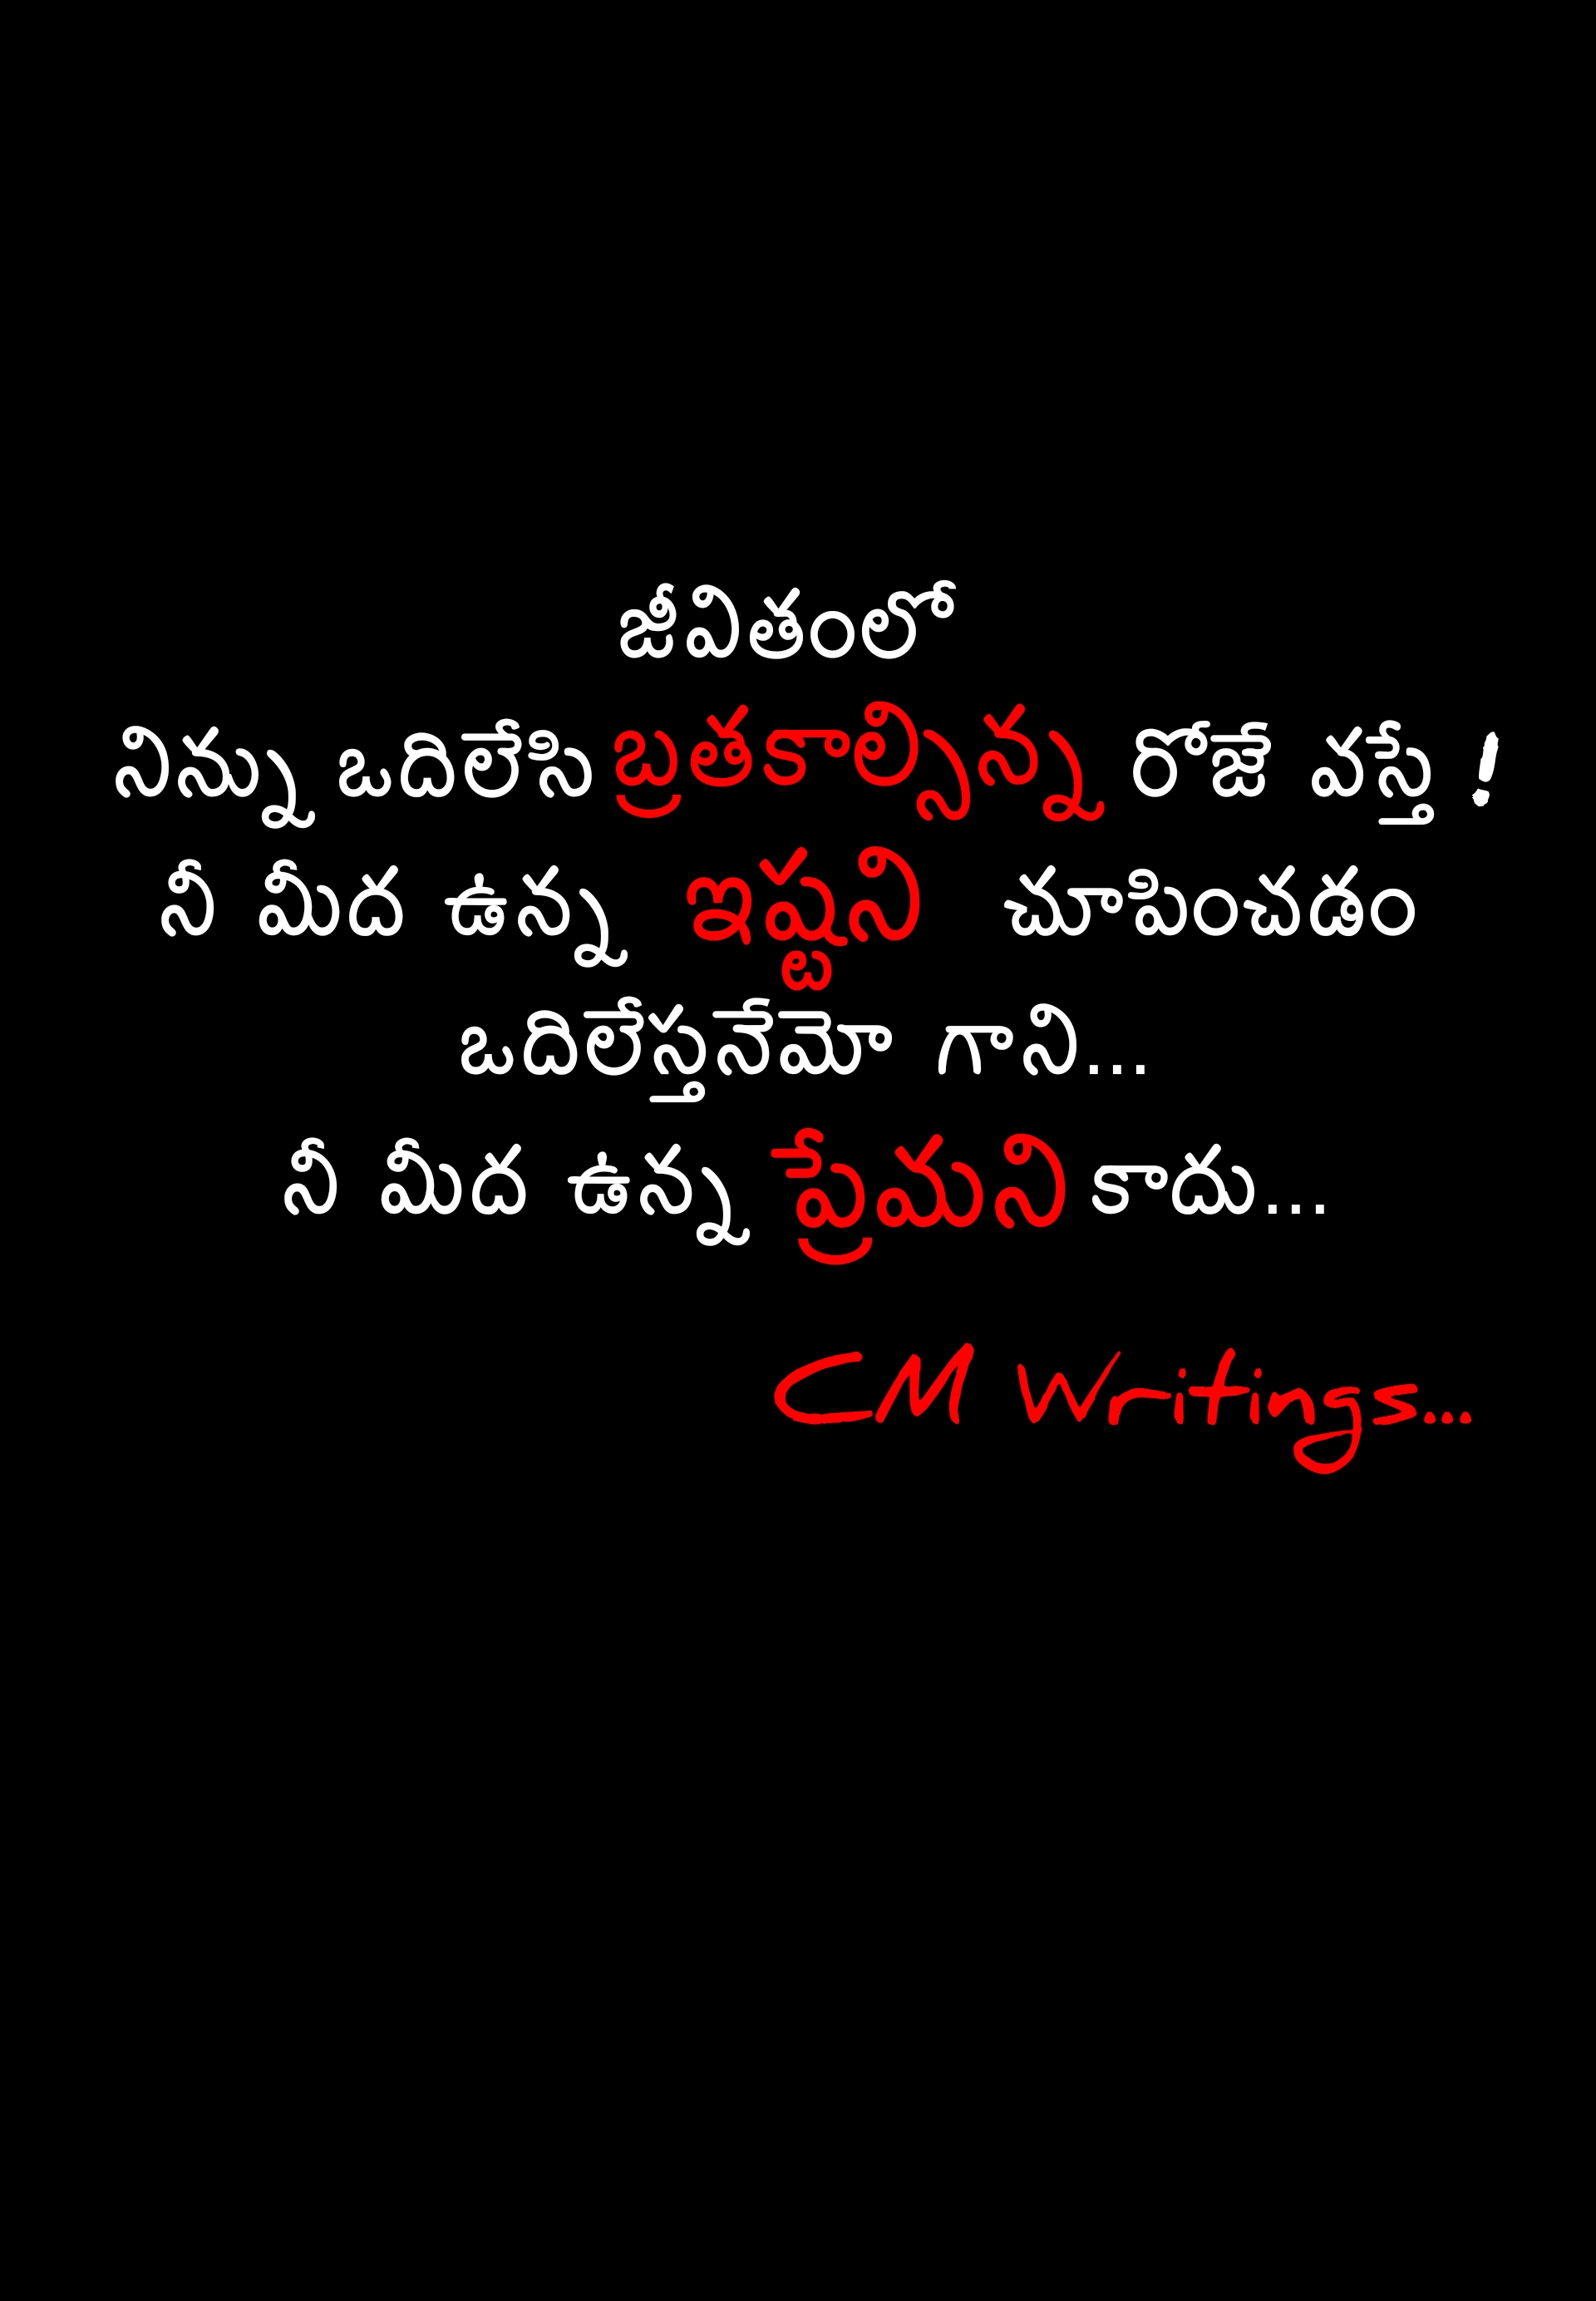 జీవితంలో
నిన్ను ఒదిలేసి బ్రతకాల్సిన్న రోజే వస్తే !
నీ మీద ఉన్న ఇష్టని చూపించడం
ఒదిలేస్తనేమో గాని...
నీ మీద ఉన్న ప్రేమని కాదు...
CM Writings...